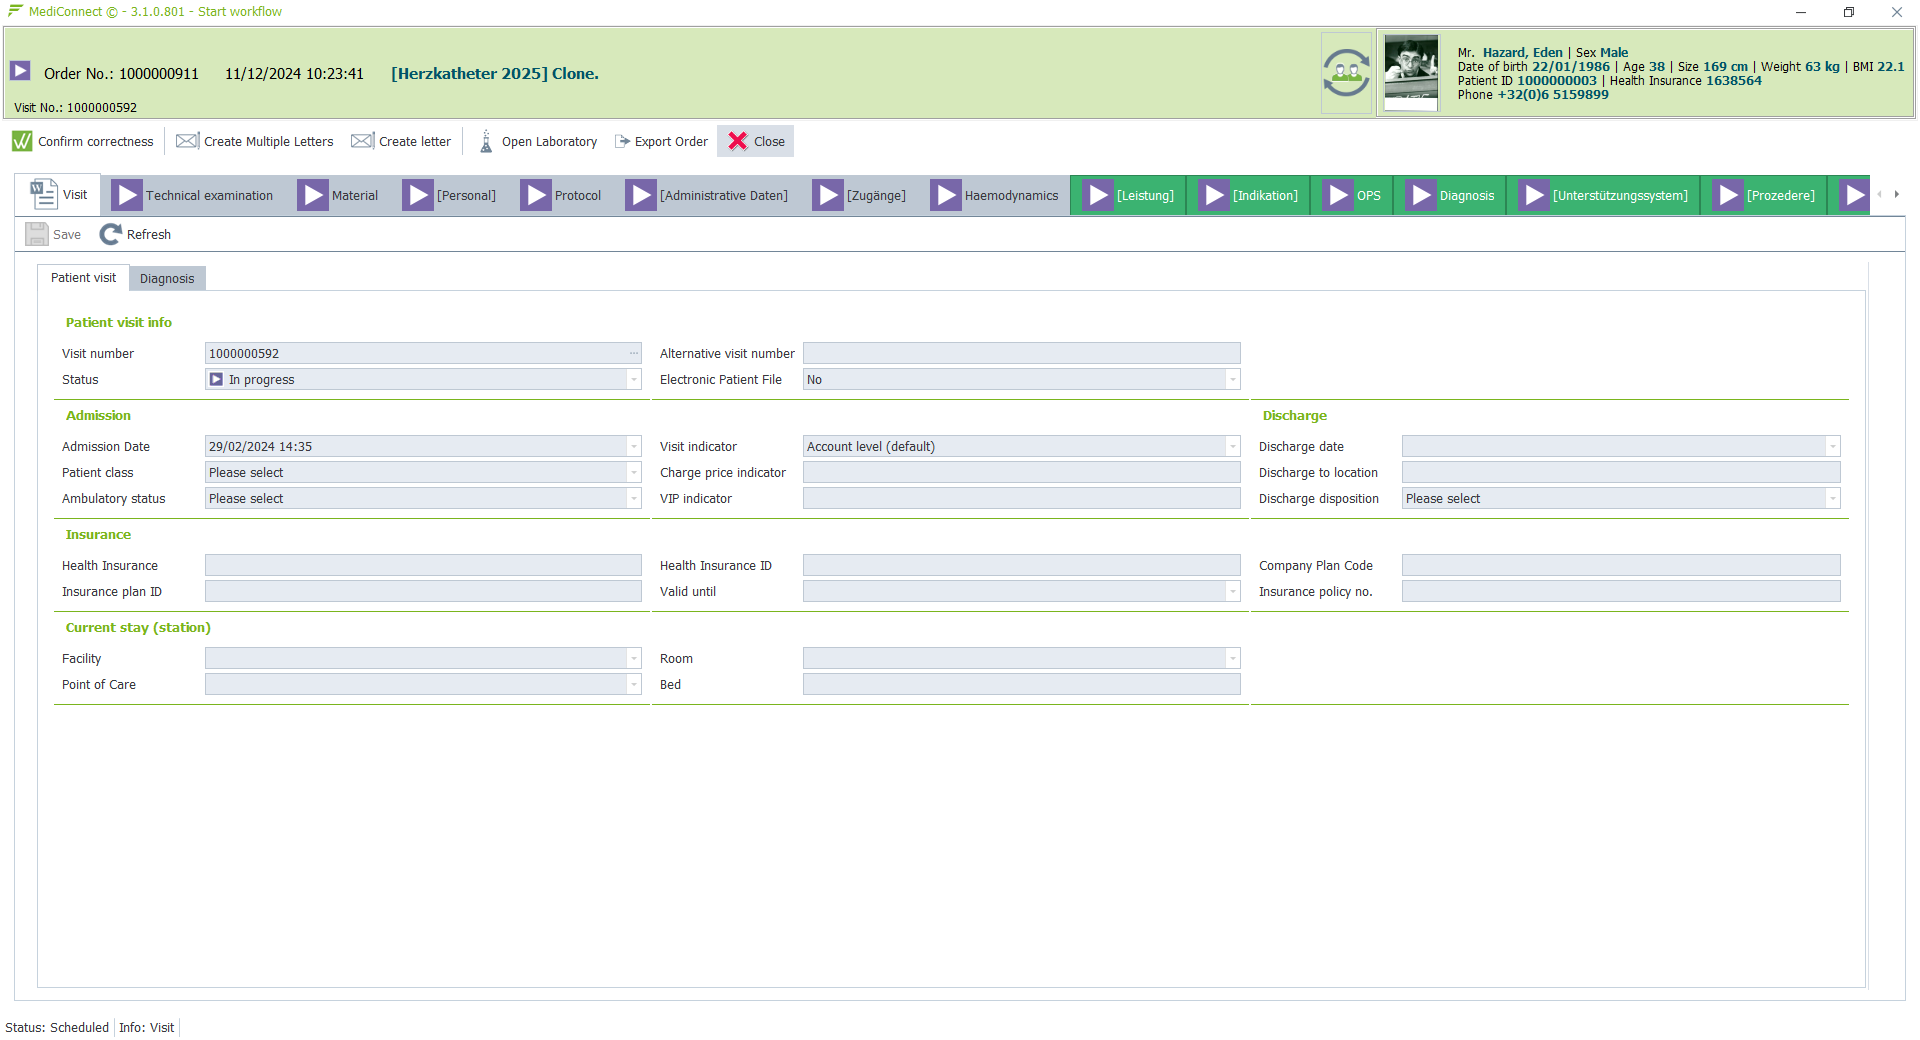 MediConnect © - 3.1.0.801 - Start workflow
Order No.: 1000000911 11/12/2024 10:23:41 [Herzkatheter 2025] Clone.
Visit No.: 1000000592
Mr. Hazard, Eden | Sex Male
Date of birth 22/01/1986 | Age 38 | Size 169 cm | Weight 63 kg | BMI 22.1
Patient ID 1000000003 | Health Insurance 1638564
Phone +32(0)6 5159899
Confirm correctness Create Multiple Letters Create letter Open Laboratory Export Order Close
Visit Technical examination Material [Personal] Protocol [Administrative Daten] [Zugänge] Haemodynamics [Leistung] [Indikation] OPS Diagnosis [Unterstützungssystem] [Prozedere]
Save Refresh
Patient visit Diagnosis
Patient visit info
Visit number 1000000592 ... Alternative visit number
Status In progress Electronic Patient File No
Admission Discharge
Admission Date 29/02/2024 14:35 Visit indicator Account level (default) Discharge date
Patient class Please select Charge price indicator Discharge to location
Ambulatory status Please select VIP indicator Discharge disposition Please select
Insurance
Health Insurance Health Insurance ID Company Plan Code
Insurance plan ID Valid until Insurance policy no.
Current stay (station)
Facility Room
Point of Care Bed
Status: Scheduled Info: Visit